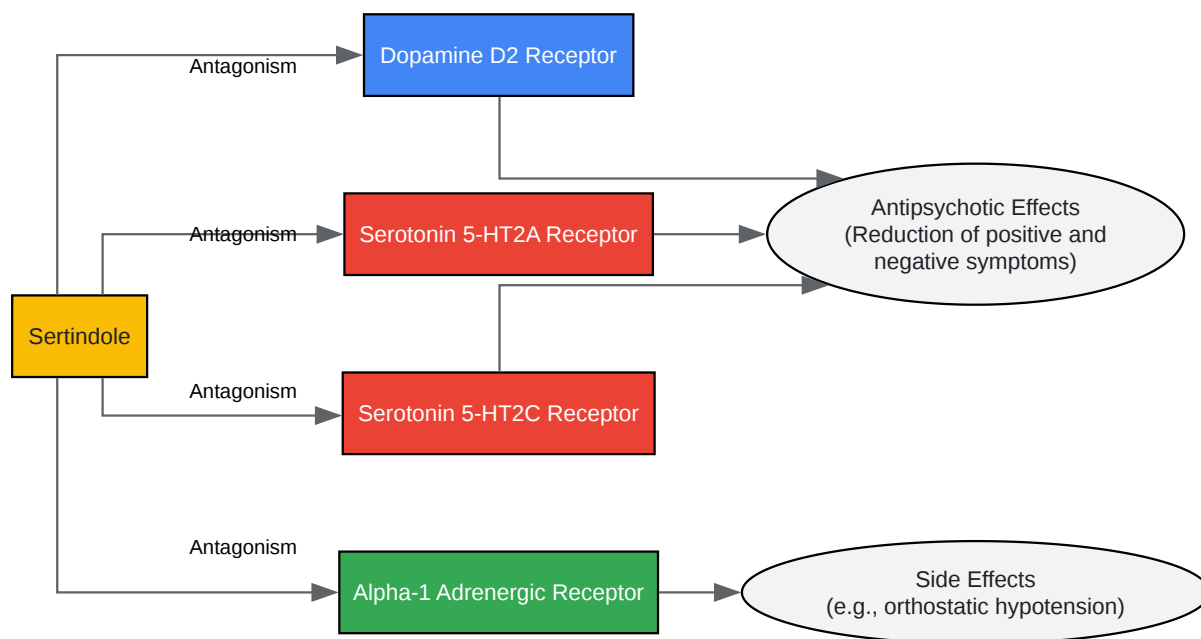 Dopamine D2 Receptor
Antagonism
Antipsychotic Effects
(Reduction of positive and
negative symptoms)
Antagonism
Serotonin 5-HT2A Receptor
Sertindole
Antagonism
Serotonin 5-HT2C Receptor
Antagonism
Alpha-1 Adrenergic Receptor
Side Effects
(e.g., orthostatic hypotension)